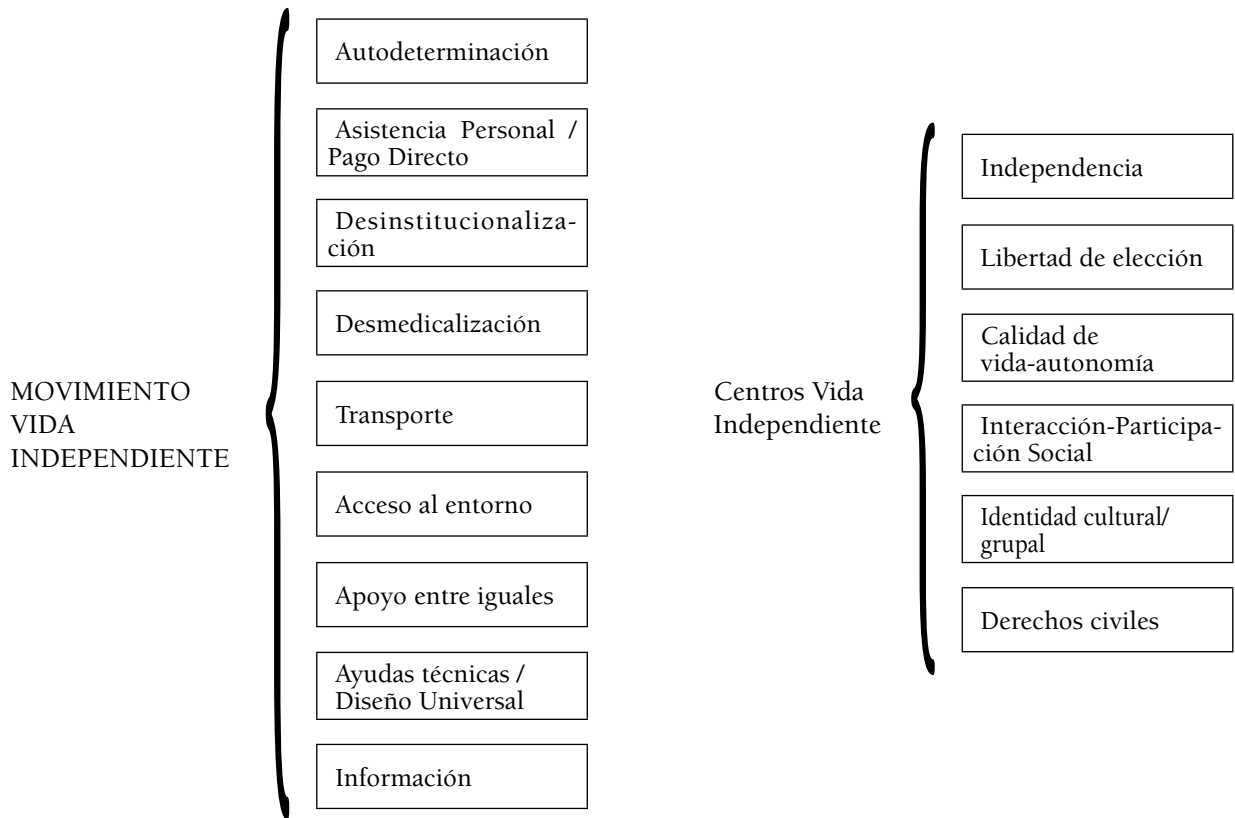 MOVIMIENTO
VIDA
INDEPENDIENTE
Autodeterminación
Asistencia Personal /
Pago Directo
Desinstitucionaliza-
ción
Desmedicalización
Transporte
Acceso al entorno
Apoyo entre iguales
Ayudas técnicas /
Diseño Universal
Información
Centros Vida
Independiente
Independencia
Libertad de elección
Calidad de
vida-autonomía
Interacción-Participa-
ción Social
Identidad cultural/
grupal
Derechos civiles